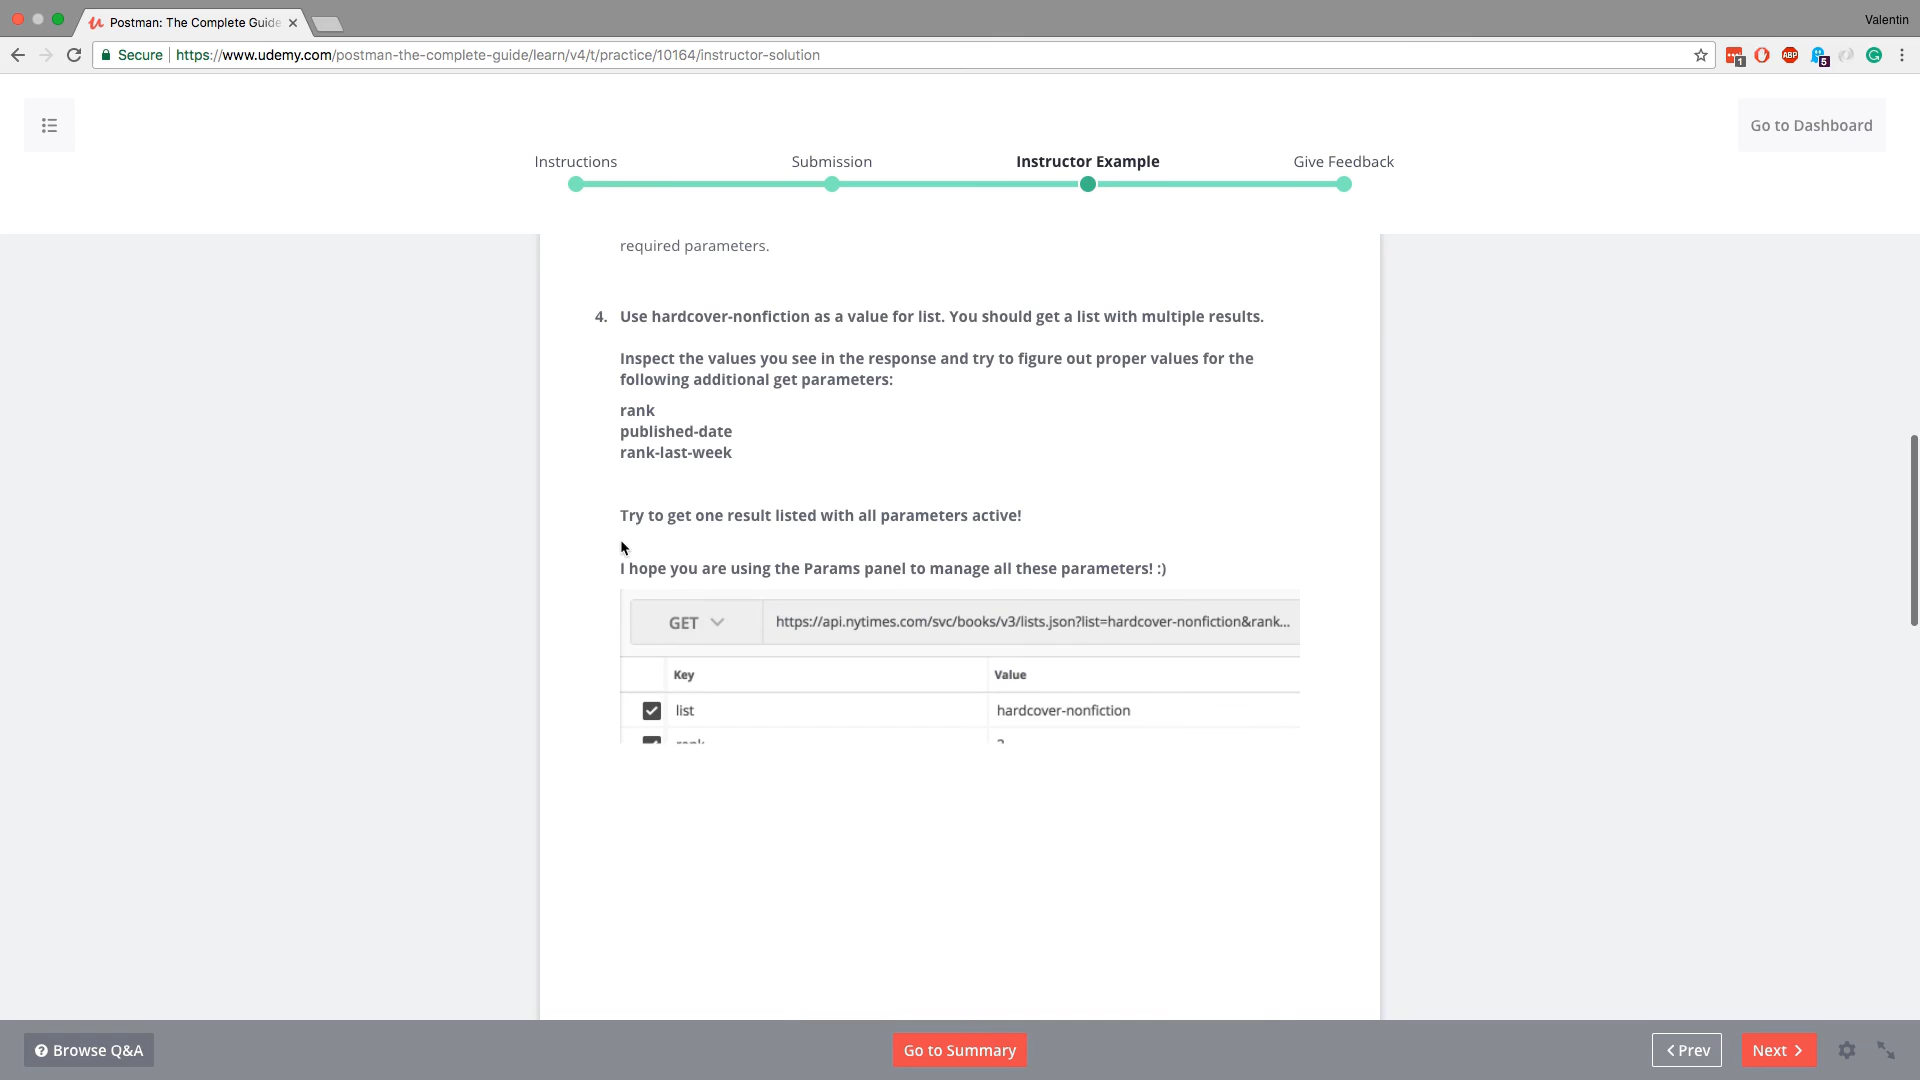 Postman: The Complete Guide
Valentin
Secure
https://www.udemy.com/postman-the-complete-guide/learn/v4/t/practice/10164/instructor-solution
1
ABP
5
Go to Dashboard
Instructions
Submission
Instructor Example
Give Feedback
required parameters.
4. Use hardcover-nonfiction as a value for list. You should get a list with multiple results.
Inspect the values you see in the response and try to figure out proper values for the
following additional get parameters:
rank
published-date
rank-last-week
Try to get one result listed with all parameters active!
I hope you are using the Params panel to manage all these parameters! :)
GET
https://api.nytimes.com/svc/books/v3/lists.json?list=hardcover-nonfiction&rank...
Key
Value
list
hardcover-nonfiction
Browse Q&A
Go to Summary
Prev
Next